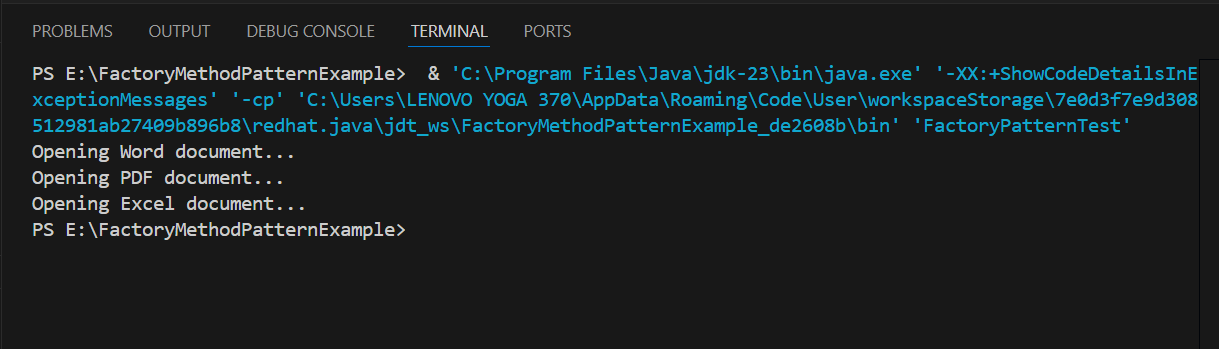 PROBLEMS OUTPUT DEBUG CONSOLE TERMINAL PORTS
PS E:\FactoryMethodPatternExample>  & 'C:\Program Files\Java\jdk-23\bin\java.exe' '-XX:+ShowCodeDetailsInE
xceptionMessages' '-cp' 'C:\Users\LENOVO YOGA 370\AppData\Roaming\Code\User\workspaceStorage\7e0d3f7e9d308
512981ab27409b896b8\redhat.java\jdt_ws\FactoryMethodPatternExample_de2608b\bin' 'FactoryPatternTest'
Opening Word document...
Opening PDF document...
Opening Excel document...
PS E:\FactoryMethodPatternExample>